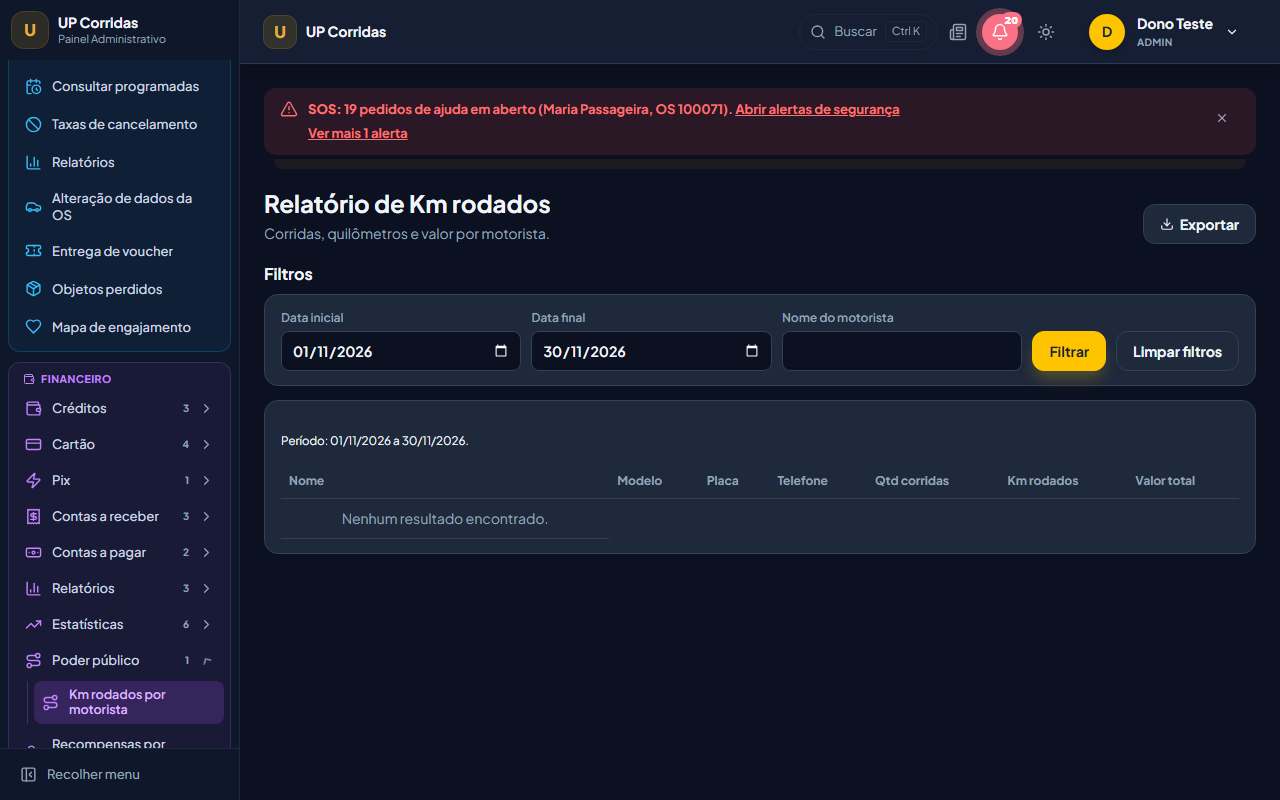 U
UP Corridas
Painel Administrativo
Consultar programadas
Taxas de cancelamento
Relatórios
Alteração de dados da
OS
Entrega de voucher
Objetos perdidos
Mapa de engajamento
FINANCEIRO
Créditos 3
Cartão 4
Pix 1
Contas a receber 3
Contas a pagar 2
Relatórios 3
Estatísticas 6
Poder público 1
Km rodados por
motorista
Recompensas por
Recolher menu
U UP Corridas
Buscar Ctrl K
20
D
Dono Teste
ADMIN
SOS: 19 pedidos de ajuda em aberto (Maria Passageira, OS 100071). Abrir alertas de segurança
Ver mais 1 alerta
Relatório de Km rodados
Corridas, quilômetros e valor por motorista.
Exportar
Filtros
Data inicial Data final Nome do motorista
01/11/2026 30/11/2026 Filtrar Limpar filtros
Período: 01/11/2026 a 30/11/2026.
Nome Modelo Placa Telefone Qtd corridas Km rodados Valor total
Nenhum resultado encontrado.